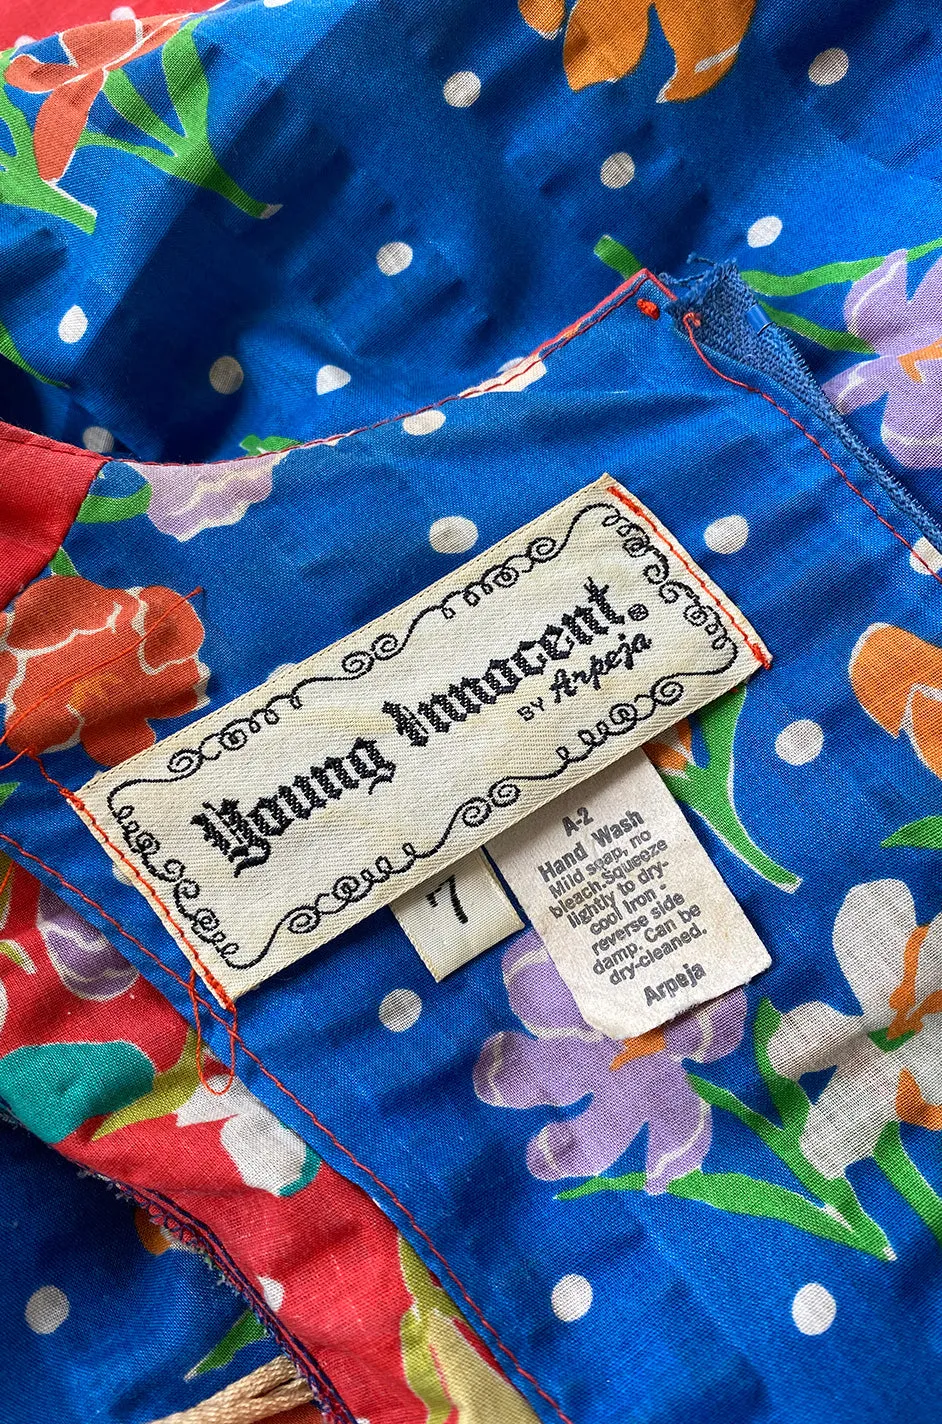 Young Innocent. ®
BY Arpeja
7
A-2
Hand Wash
Mild soap, no
bleach.Squeeze
lightly to dry-
cool Iron -
reverse side
damp. Can be
dry-cleaned.
Arpeja